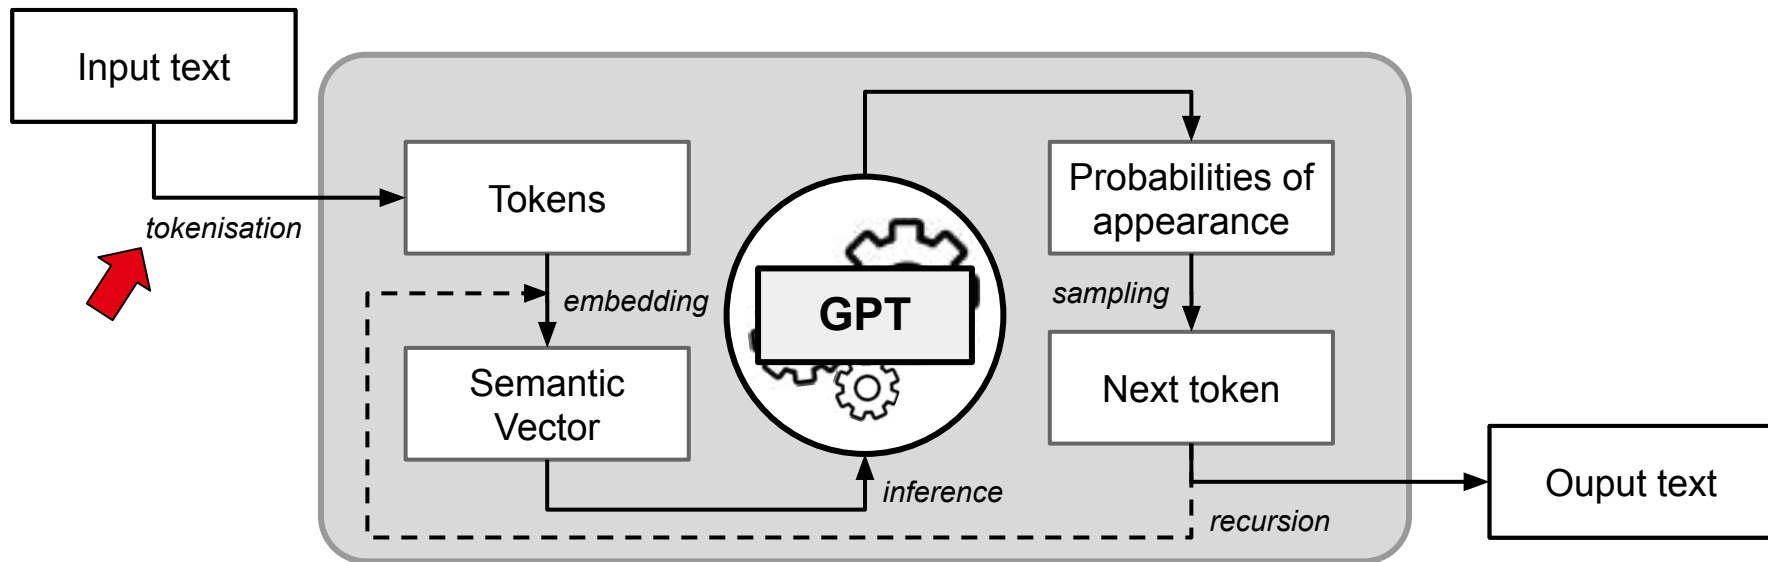 Input text
tokenisation
Tokens
embedding
Semantic
Vector
inference
GPT
Probabilities of
appearance
sampling
Next token
recursion
Ouput text